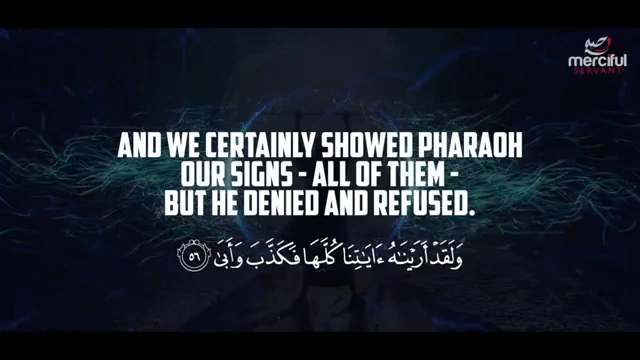 merciful
SERVANT
AND WE CERTAINLY SHOWED PHARAOH
OUR SIGNS - ALL OF THEM -
BUT HE DENIED AND REFUSED.
وَلَقَدْ أَرَيْنَٰهُ ءَايَٰتِنَا كُلَّهَا فَكَذَّبَ وَأَبَىٰ ٥٦